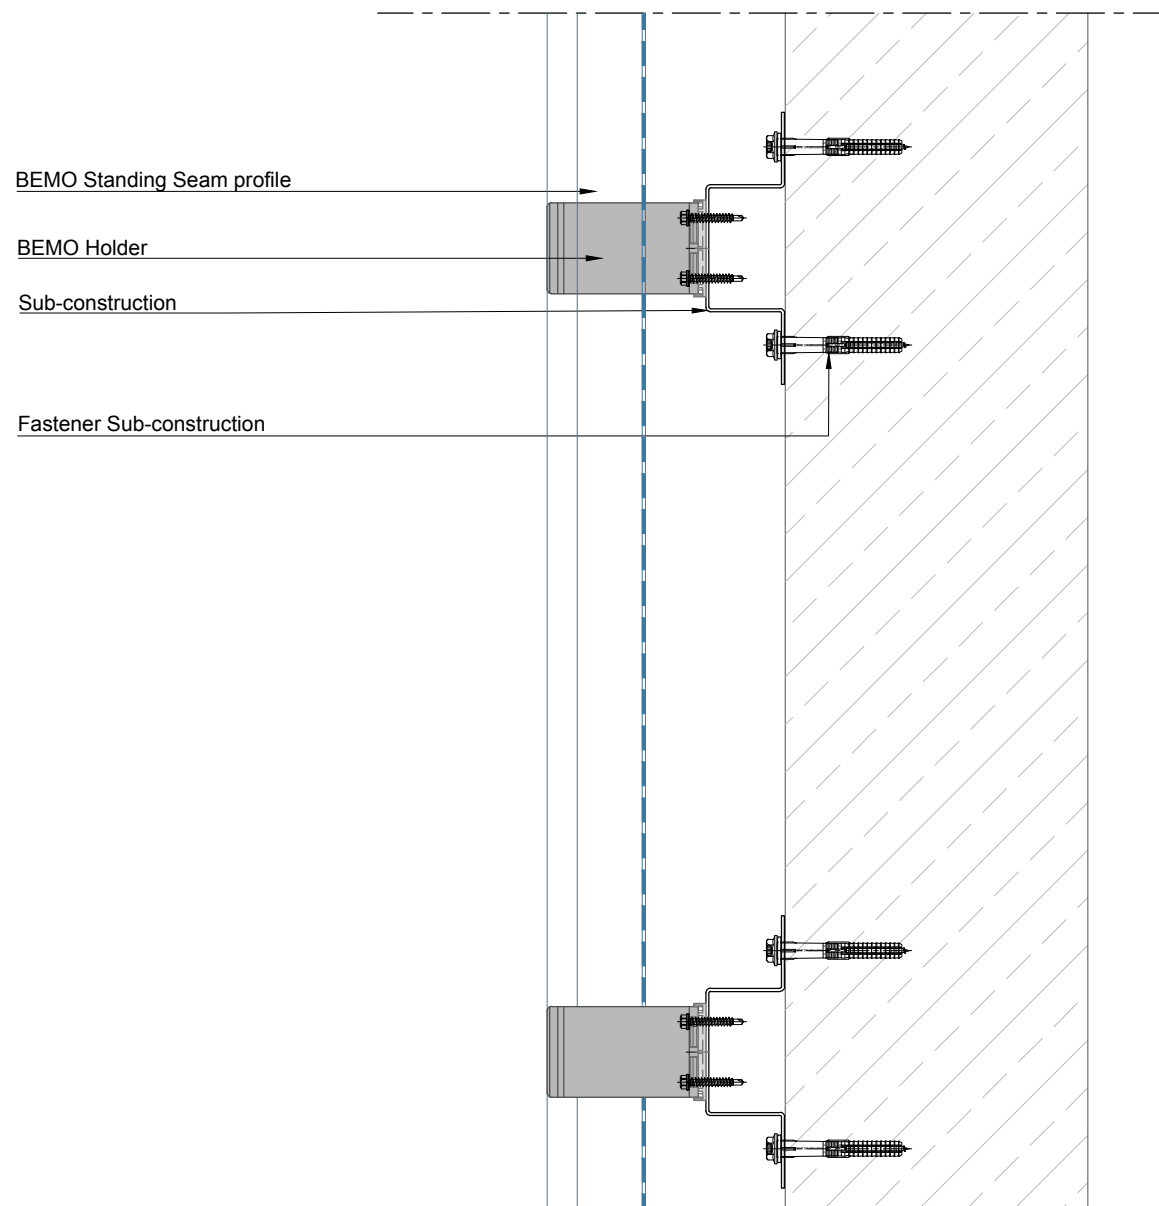 BEMO Standing Seam profile
BEMO Holder
Sub-construction
Fastener Sub-construction